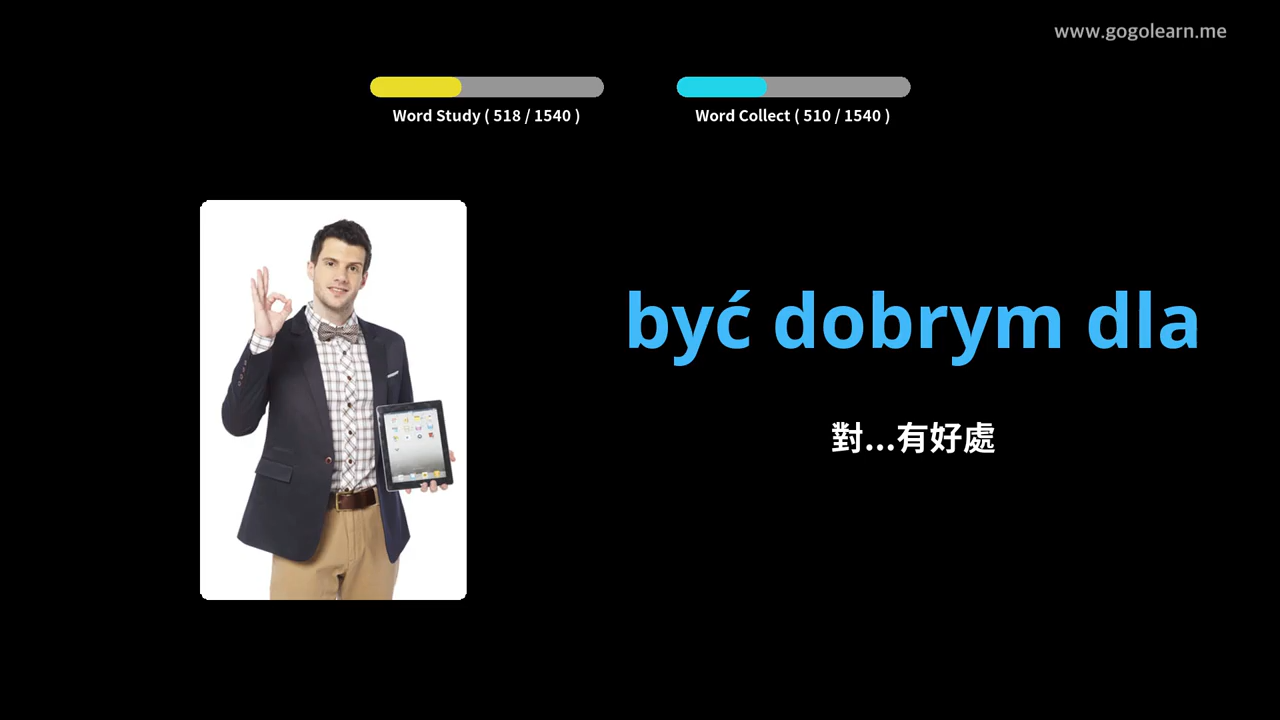 www.gogolearn.me
Word Study ( 518 / 1540 )
Word Collect ( 510 / 1540 )
być dobrym dla
對...有好處